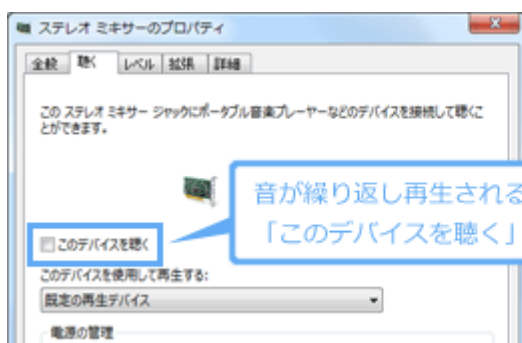 ステレオ ミキサーのプロパティ
全般 聴く レベル 拡張 詳細
この ステレオ ミキサー ジャックにポータブル音楽プレーヤーなどのデバイスを接続して聴くこ
とができます。
音が繰り返し再生される
「このデバイスを聴く」
このデバイスを聴く
このデバイスを使用して再生する:
既定の再生デバイス
電源の管理